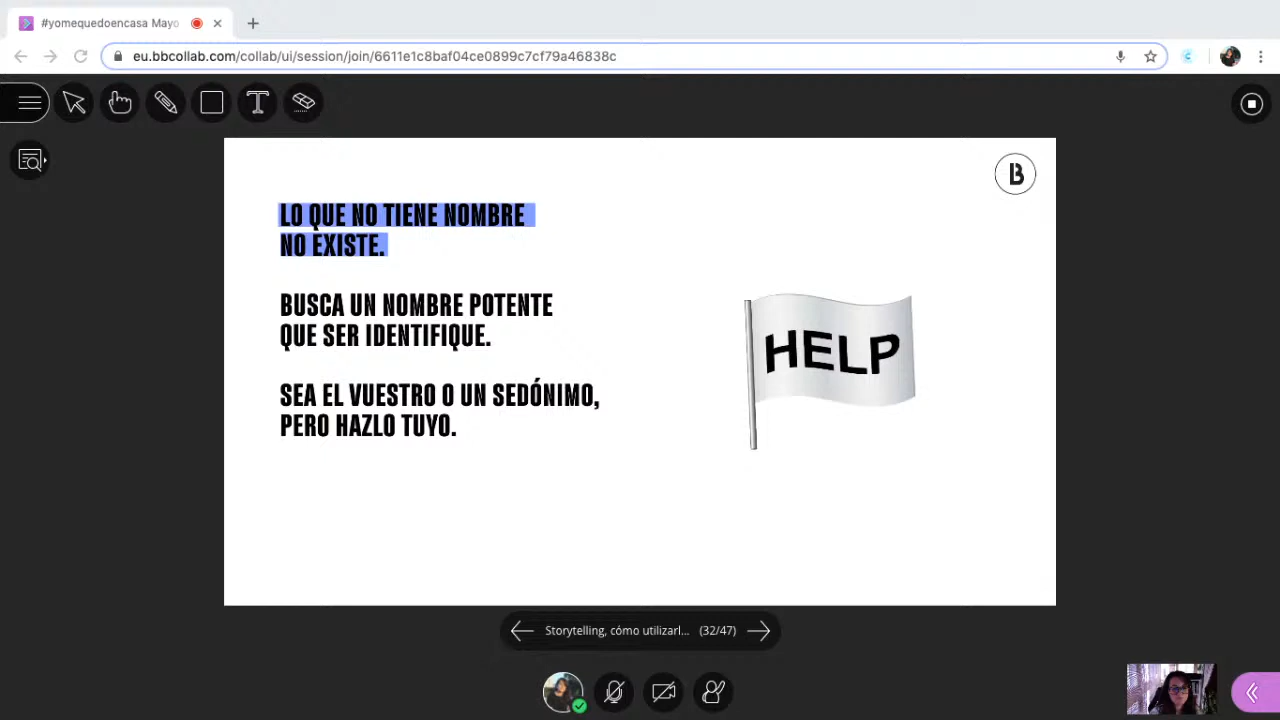 #yomequedoencasa Mayo
eu.bbcollab.com/collab/ui/session/join/6611e1c8baf04ce0899c7cf79a46838c
T
B
LO QUE NO TIENE NOMBRE
NO EXISTE.
BUSCA UN NOMBRE POTENTE
QUE SER IDENTIFIQUE.
SEA EL VUESTRO O UN SEDÓNIMO,
PERO HAZLO TUYO.
HELP
Storytelling, cómo utilizarl... (32/47)